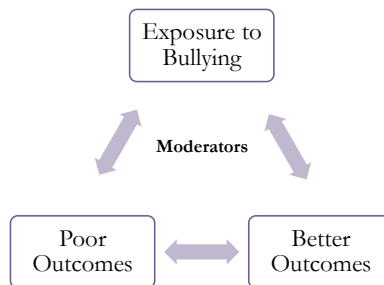 Exposure to
Bullying
Moderators
Poor
Outcomes
Better
Outcomes